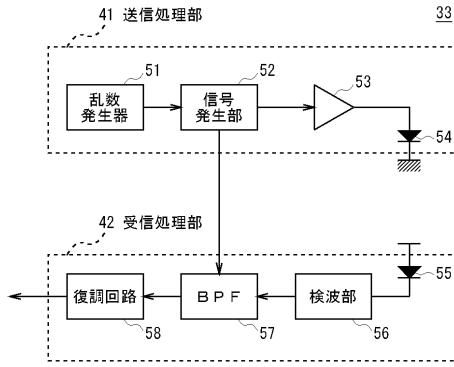 41 送信処理部
33
51
52
53
乱数
発生器
信号
発生部
54
42 受信処理部
55
復調回路
BPF
検波部
58
57
56